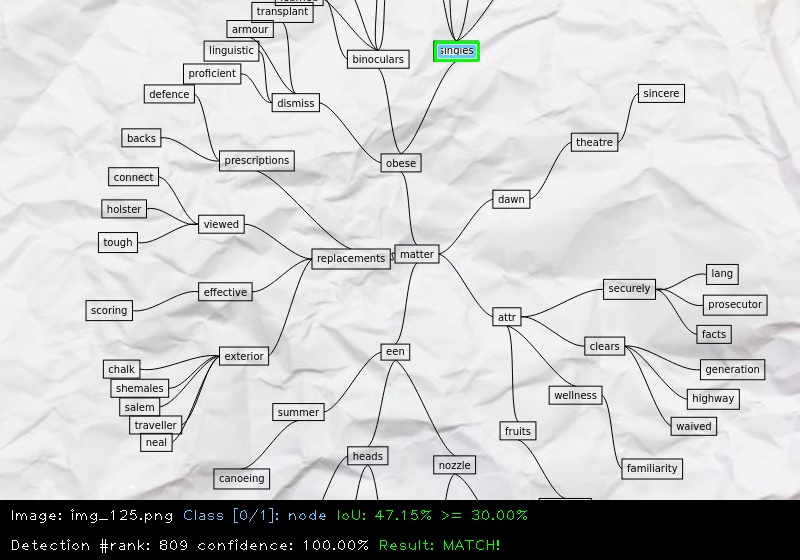 transplant
armour
linguistic
binoculars
singles
proficient
defence
dismiss
sincere
backs
theatre
prescriptions
obese
connect
dawn
holster
viewed
tough
replacements
matter
lang
securely
effective
prosecutor
scoring
attr
facts
clears
een
exterior
chalk
generation
shemales
wellness
highway
salem
summer
traveller
waived
fruits
neal
heads
nozzle
familiarity
canoeing
Image: img_125.png Class [0/1]: node IoU: 47.15% >= 30.00%
Detection #rank: 809 confidence: 100.00% Result: MATCH!